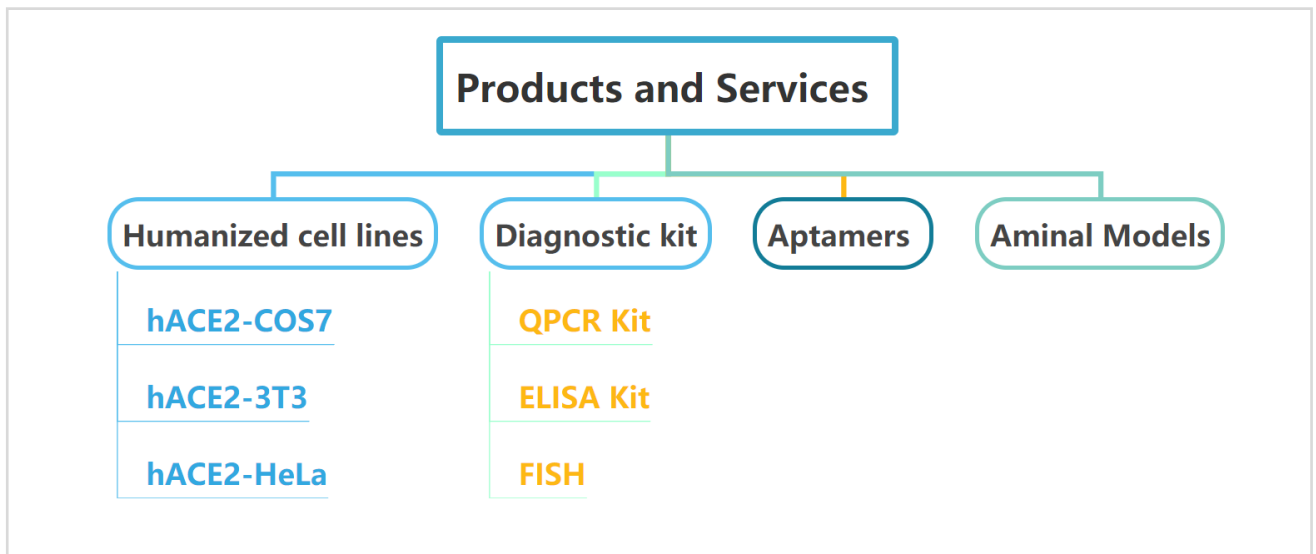 Products and Services
Humanized cell lines
Diagnostic kit
Aptamers
Aminal Models
hACE2-COS7
hACE2-3T3
hACE2-HeLa
QPCR Kit
ELISA Kit
FISH